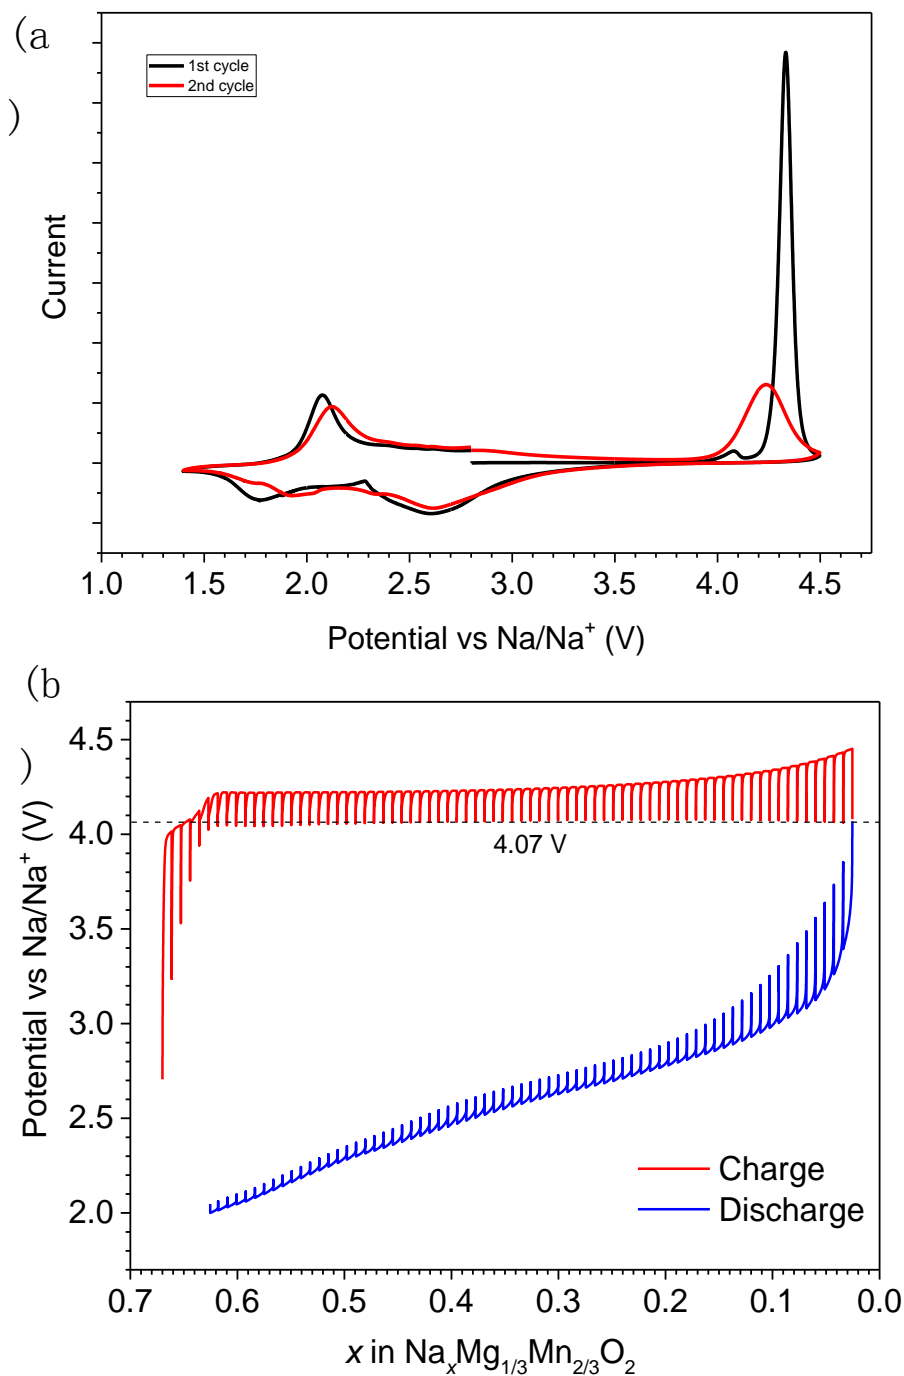 (a
)
1st cycle
2nd cycle
Current
1.0 1.5 2.0 2.5 3.0 3.5 4.0 4.5
Potential vs Na/Na⁺ (V)
(b
)
4.5
4.0
3.5
3.0
2.5
2.0
Potential vs Na/Na⁺ (V)
4.07 V
Charge
Discharge
0.7 0.6 0.5 0.4 0.3 0.2 0.1 0.0
x in NaₓMg₁/₃Mn₂/₃O₂